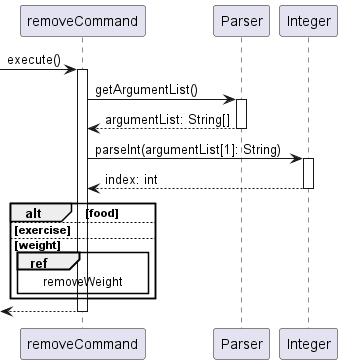 removeCommand Parser Integer
execute()
getArgumentList()
argumentList: String[]
parseInt(argumentList[1]: String)
index: int
alt [food]
[exercise]
[weight]
ref
removeWeight
removeCommand Parser Integer